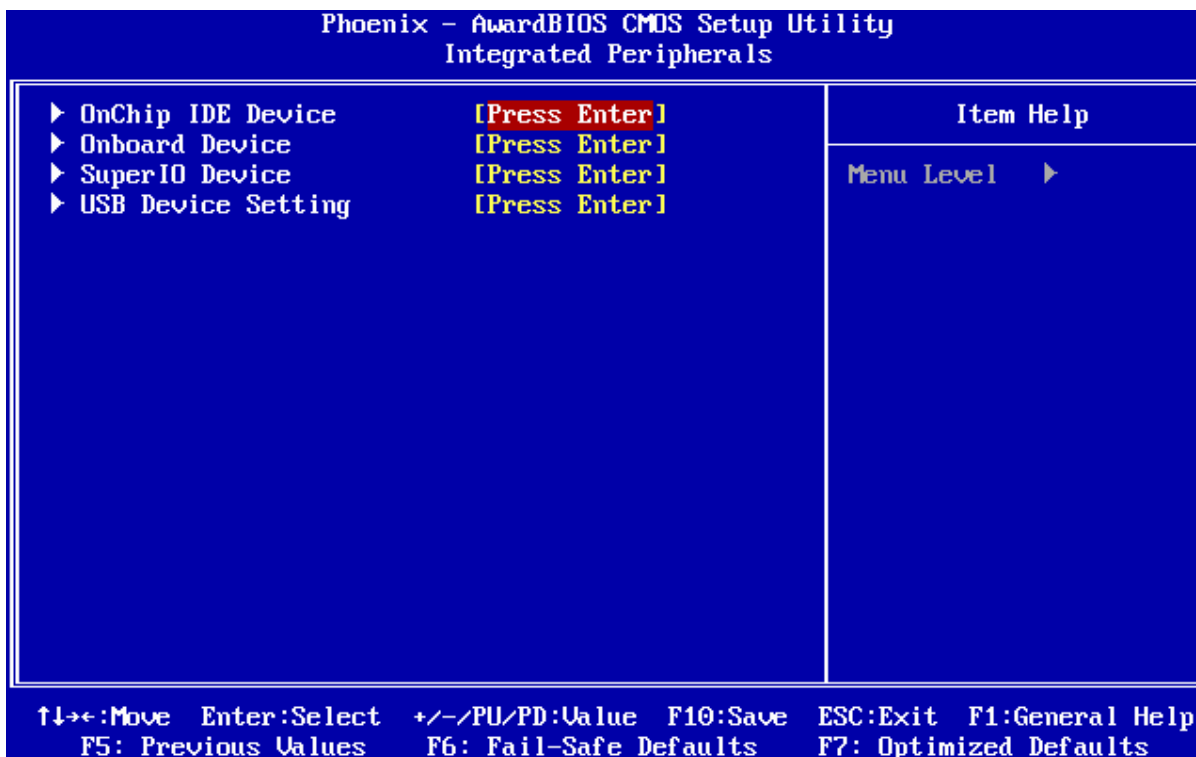 Phoenix - AwardBIOS CMOS Setup Utility
Integrated Peripherals
▶ OnChip IDE Device [Press Enter]
▶ Onboard Device [Press Enter]
▶ SuperIO Device [Press Enter]
▶ USB Device Setting [Press Enter]
Item Help
Menu Level ▶
↑↓→←:Move Enter:Select +/-/PU/PD:Value F10:Save ESC:Exit F1:General Help
F5: Previous Values F6: Fail-Safe Defaults F7: Optimized Defaults